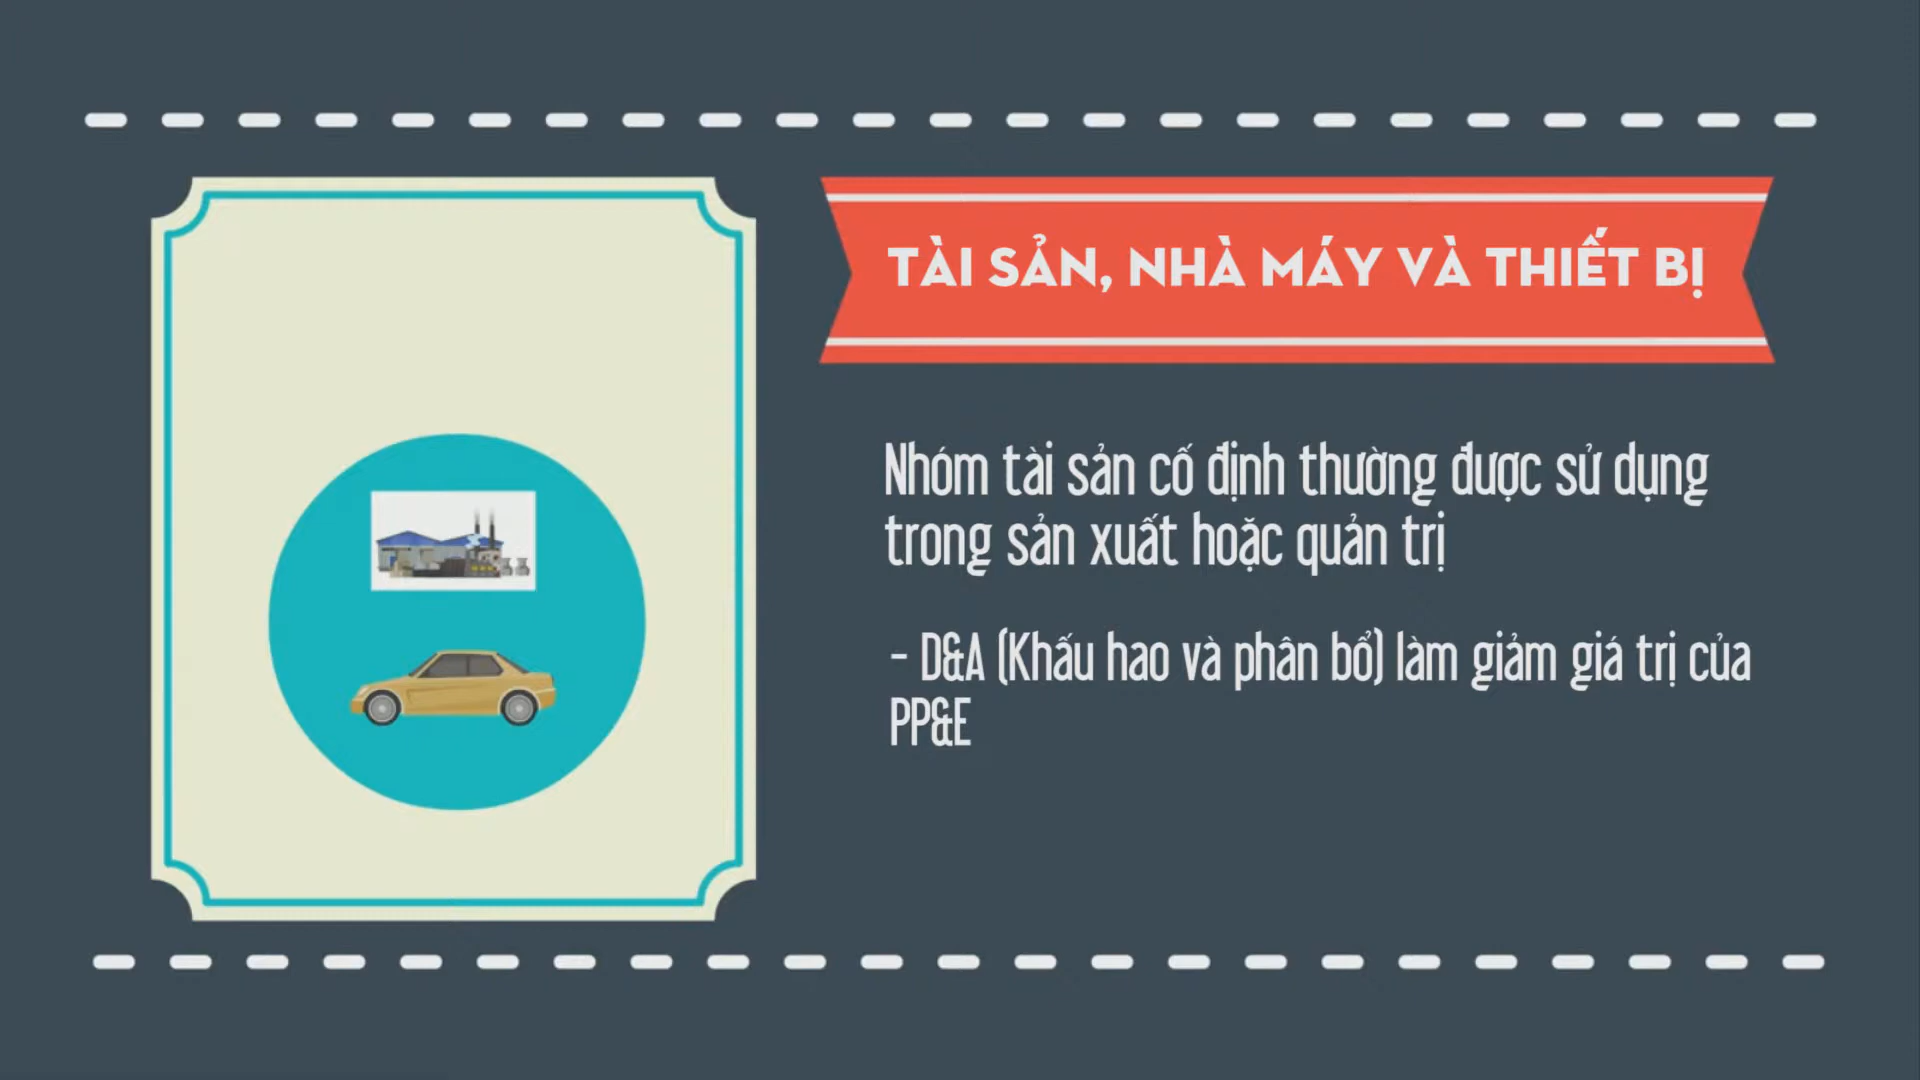 TÀI SẢN, NHÀ MÁY VÀ THIẾT BỊ
Nhóm tài sản cố định thường được sử dụng
trong sản xuất hoặc quản trị
- D&A (Khấu hao và phân bổ) làm giảm giá trị của
PP&E